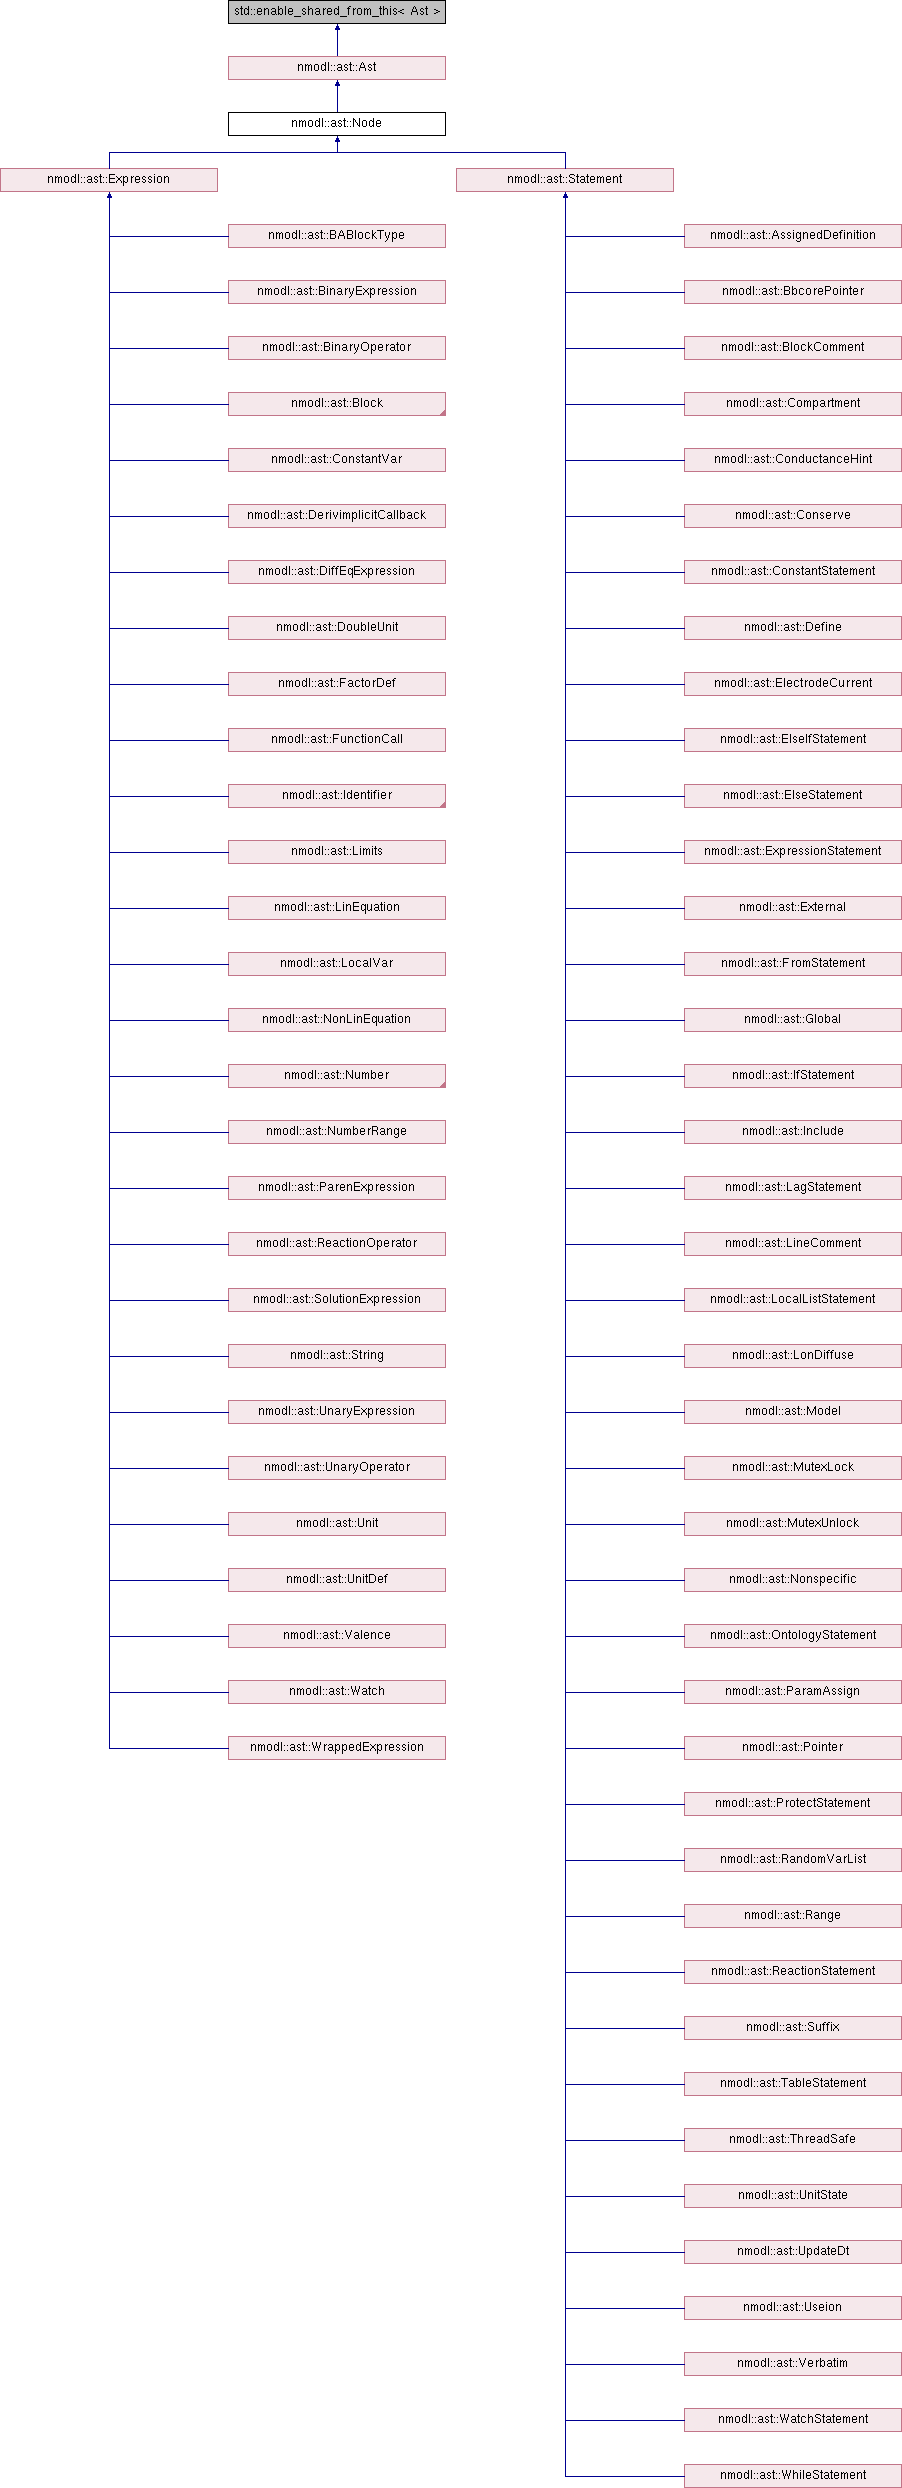 std::enable_shared_from_this< Ast >
nmodl::ast::Ast
nmodl::ast::Node
nmodl::ast::Expression
nmodl::ast::Statement
nmodl::ast::BABlockType
nmodl::ast::AssignedDefinition
nmodl::ast::BinaryExpression
nmodl::ast::BbcorePointer
nmodl::ast::BinaryOperator
nmodl::ast::BlockComment
nmodl::ast::Block
nmodl::ast::Compartment
nmodl::ast::ConstantVar
nmodl::ast::ConductanceHint
nmodl::ast::DerivimplicitCallback
nmodl::ast::Conserve
nmodl::ast::DiffEqExpression
nmodl::ast::ConstantStatement
nmodl::ast::DoubleUnit
nmodl::ast::Define
nmodl::ast::FactorDef
nmodl::ast::ElectrodeCurrent
nmodl::ast::FunctionCall
nmodl::ast::ElseIfStatement
nmodl::ast::Identifier
nmodl::ast::ElseStatement
nmodl::ast::Limits
nmodl::ast::ExpressionStatement
nmodl::ast::LinEquation
nmodl::ast::External
nmodl::ast::LocalVar
nmodl::ast::FromStatement
nmodl::ast::NonLinEquation
nmodl::ast::Global
nmodl::ast::Number
nmodl::ast::IfStatement
nmodl::ast::NumberRange
nmodl::ast::Include
nmodl::ast::ParenExpression
nmodl::ast::LagStatement
nmodl::ast::ReactionOperator
nmodl::ast::LineComment
nmodl::ast::SolutionExpression
nmodl::ast::LocalListStatement
nmodl::ast::String
nmodl::ast::LonDiffuse
nmodl::ast::UnaryExpression
nmodl::ast::Model
nmodl::ast::UnaryOperator
nmodl::ast::MutexLock
nmodl::ast::Unit
nmodl::ast::MutexUnlock
nmodl::ast::UnitDef
nmodl::ast::Nonspecific
nmodl::ast::Valence
nmodl::ast::OntologyStatement
nmodl::ast::Watch
nmodl::ast::ParamAssign
nmodl::ast::WrappedExpression
nmodl::ast::Pointer
nmodl::ast::ProtectStatement
nmodl::ast::RandomVarList
nmodl::ast::Range
nmodl::ast::ReactionStatement
nmodl::ast::Suffix
nmodl::ast::TableStatement
nmodl::ast::ThreadSafe
nmodl::ast::UnitState
nmodl::ast::UpdateDt
nmodl::ast::Useion
nmodl::ast::Verbatim
nmodl::ast::WatchStatement
nmodl::ast::WhileStatement